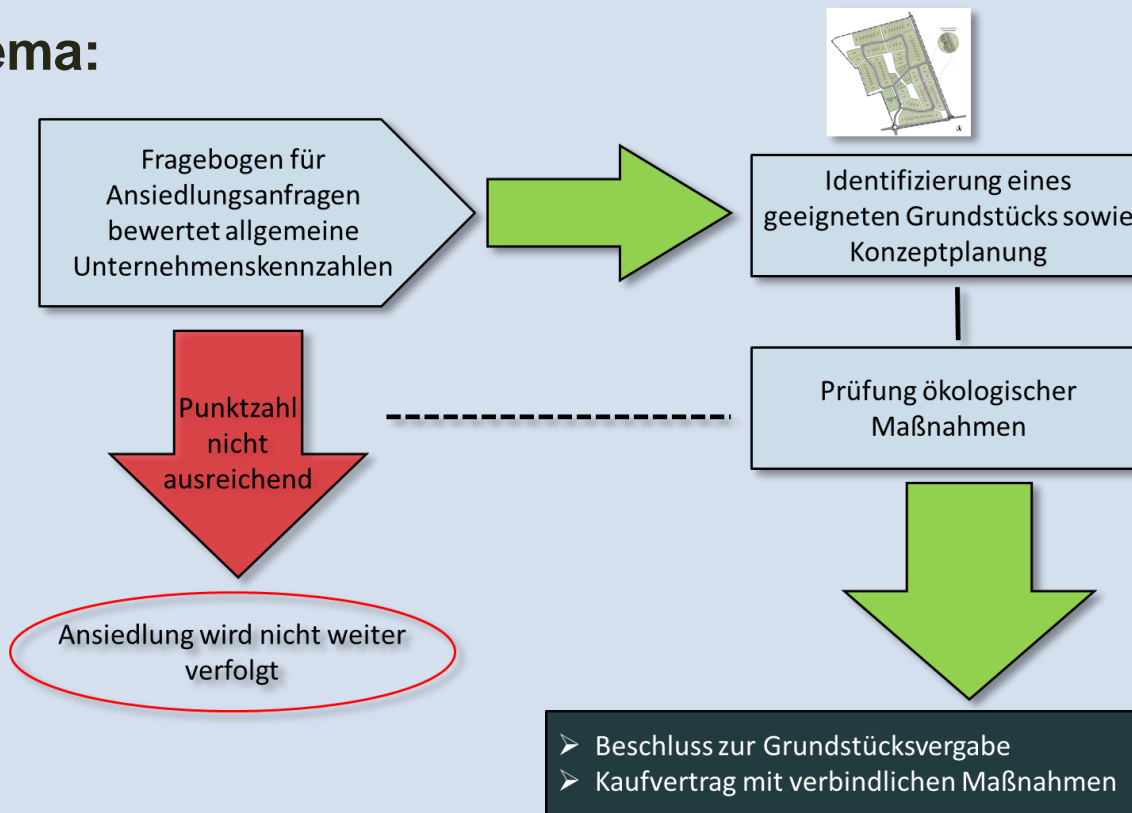 ema:
Fragebogen für
Ansiedlungsanfragen
bewertet allgemeine
Unternehmenskennzahlen
Identifizierung eines
geeigneten Grundstücks sowie
Konzeptplanung
Punktzahl
nicht
ausreichend
Prüfung ökologischer
Maßnahmen
Ansiedlung wird nicht weiter
verfolgt
➢ Beschluss zur Grundstücksvergabe
➢ Kaufvertrag mit verbindlichen Maßnahmen